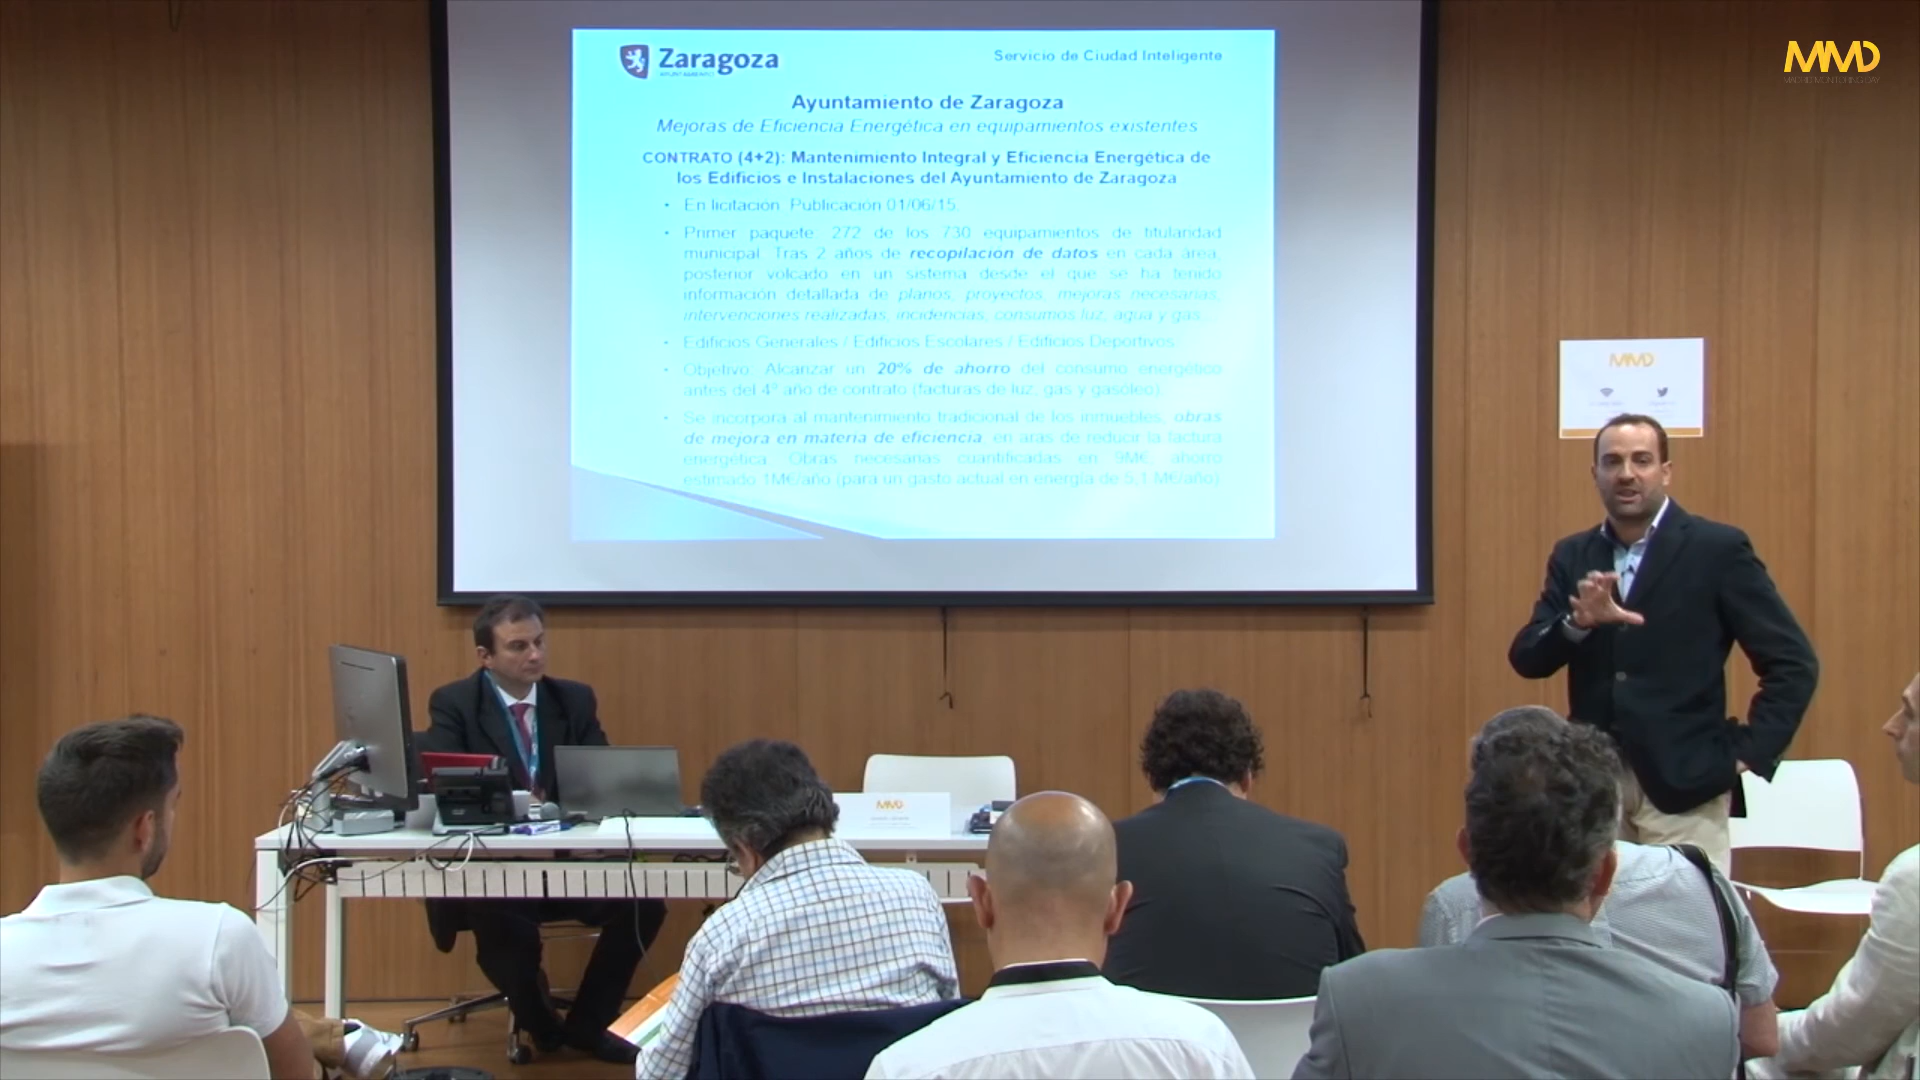 Zaragoza
AYUNTAMIENTO
Servicio de Ciudad Inteligente
MMD
MADRID MONITORING DAY
Ayuntamiento de Zaragoza
Mejoras de Eficiencia Energética en equipamientos existentes
CONTRATO (4+2): Mantenimiento Integral y Eficiencia Energética de
los Edificios e Instalaciones del Ayuntamiento de Zaragoza
• En licitación. Publicación 01/06/15.
• Primer paquete: 272 de los 730 equipamientos de titularidad
municipal. Tras 2 años de recopilación de datos en cada área,
posterior volcado en un sistema desde el que se ha tenido
información detallada de planos, proyectos, mejoras necesarias,
intervenciones realizadas, incidencias, consumos luz, agua y gas.
• Edificios Generales / Edificios Escolares / Edificios Deportivos.
• Objetivo: Alcanzar un 20% de ahorro del consumo energético
antes del 4º año de contrato (facturas de luz, gas y gasóleo).
• Se incorpora al mantenimiento tradicional de los inmuebles, obras
de mejora en materia de eficiencia, en aras de reducir la factura
energética. Obras necesarias cuantificadas en 9M€, ahorro
estimado 1M€/año (para un gasto actual en energía de 5,1 M€/año)
MMD
MMD